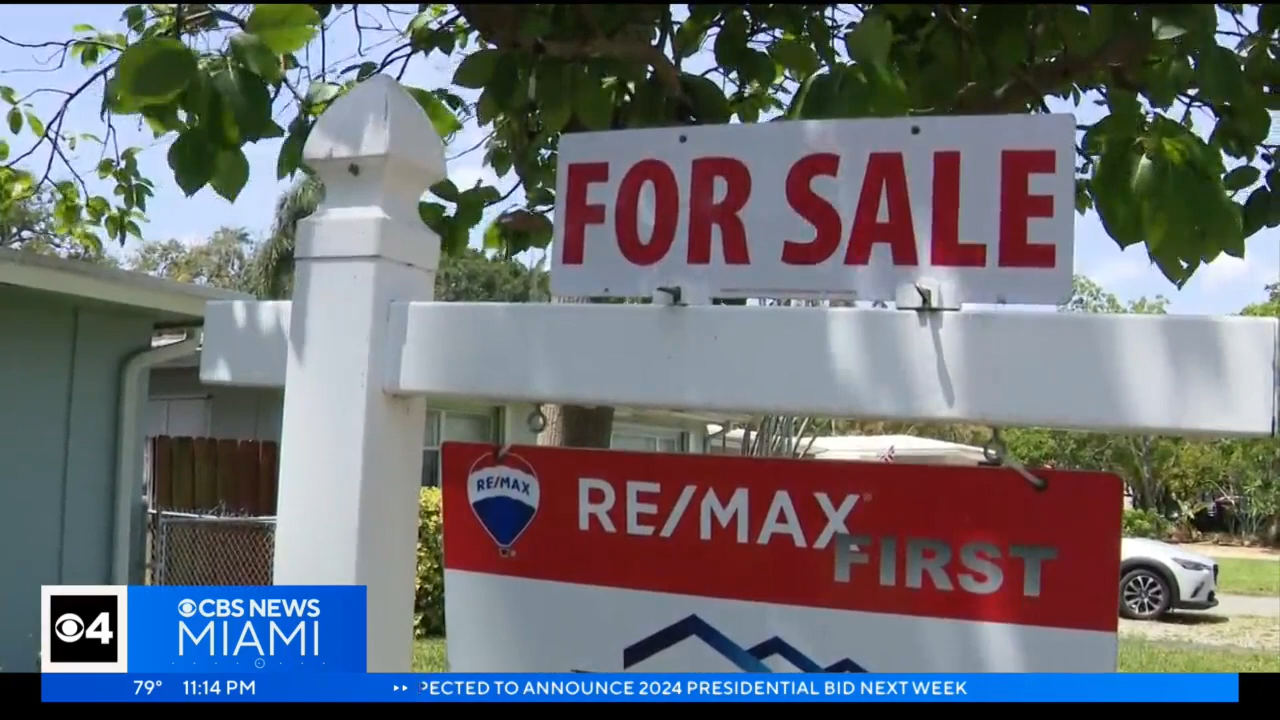 FOR SALE
RE/MAX
RE/MAX
FIRST
4
CBS NEWS
MIAMI
79° 11:14 PM
PECTED TO ANNOUNCE 2024 PRESIDENTIAL BID NEXT WEEK